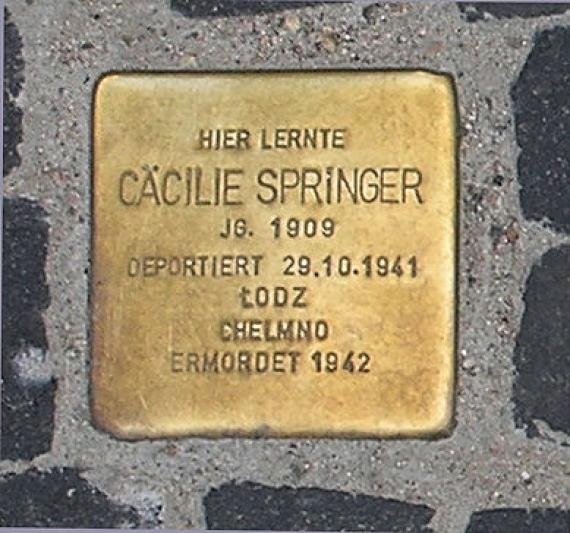 HIER LERNTE
CÄCILIE SPRINGER
JG. 1909
DEPORTIERT 29.10.1941
ŁODZ
CHELMNO
ERMORDET 1942